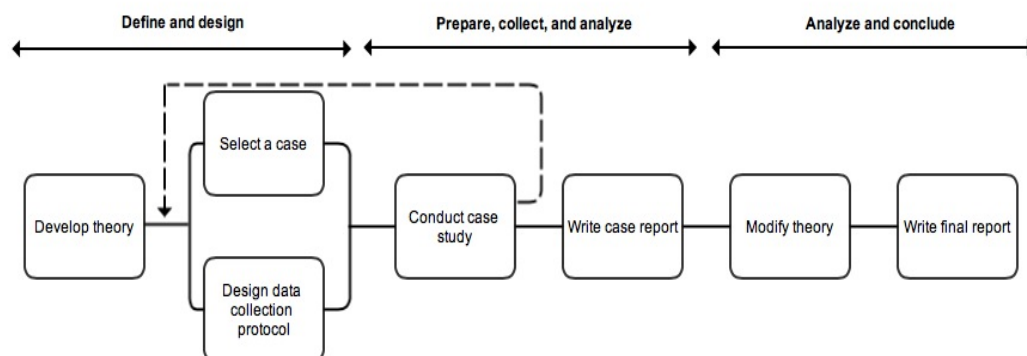 Define and design
Prepare, collect, and analyze
Analyze and conclude
Select a case
Develop theory
Conduct case
study
Write case report
Modify theory
Write final report
Design data
collection
protocol